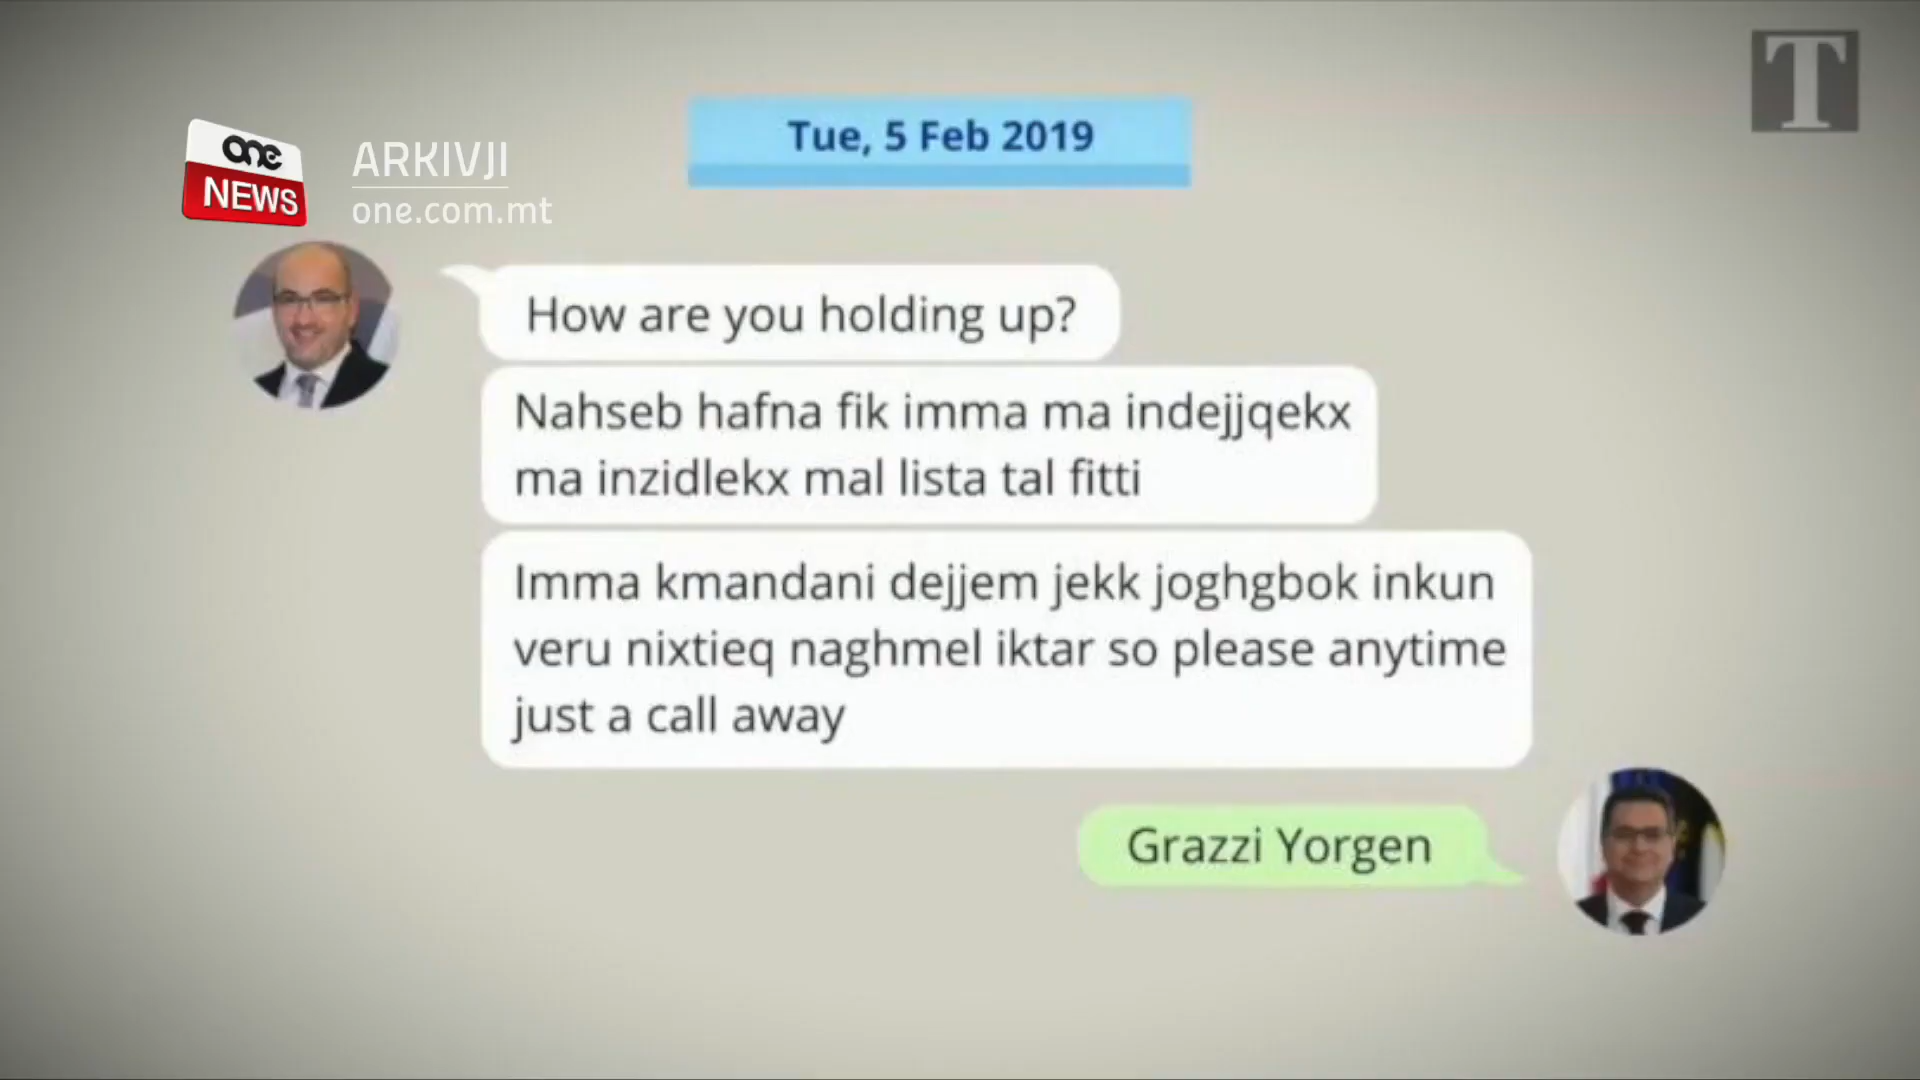 T
Tue, 5 Feb 2019
one
NEWS
ARKIVJI
one.com.mt
How are you holding up?
Nahseb hafna fik imma ma indejjqekx
ma inzidlekx mal lista tal fitti
Imma kmandani dejjem jekk joghgbok inkun
veru nixtieq naghmel iktar so please anytime
just a call away
Grazzi Yorgen